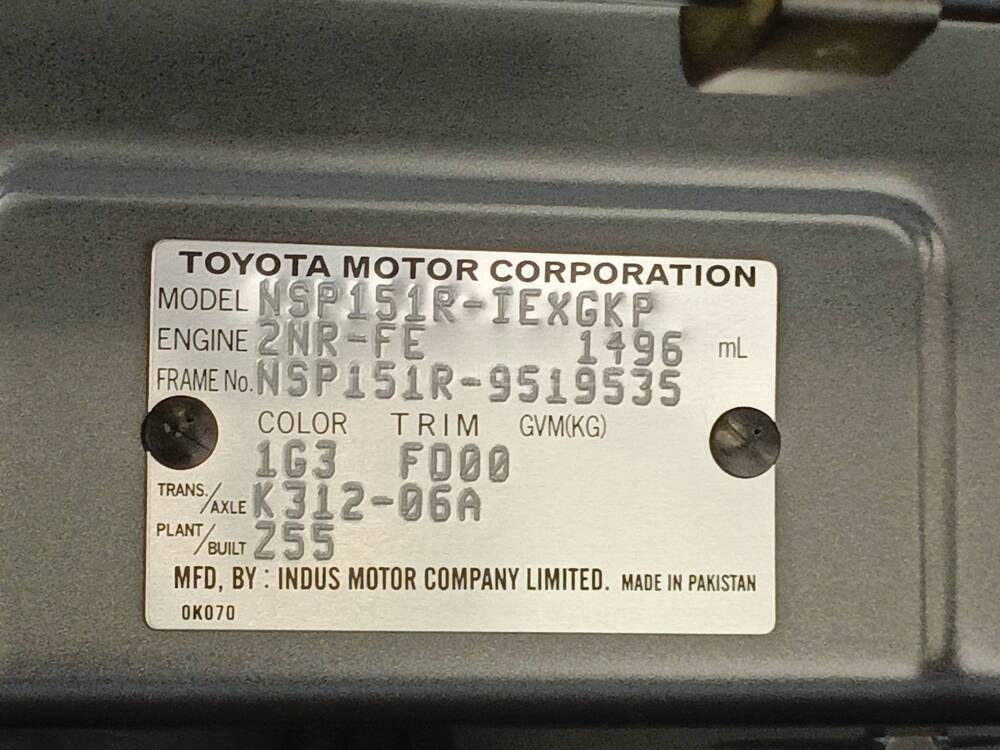 TOYOTA MOTOR CORPORATION
MODEL NSP151R-IEXGKP
ENGINE 2NR-FE 1496 mL
FRAME No. NSP151R-9519535
COLOR TRIM GVM(KG)
1G3 FD00
TRANS./AXLE K312-06A
PLANT/BUILT Z55
MFD, BY : INDUS MOTOR COMPANY LIMITED. MADE IN PAKISTAN
0K070